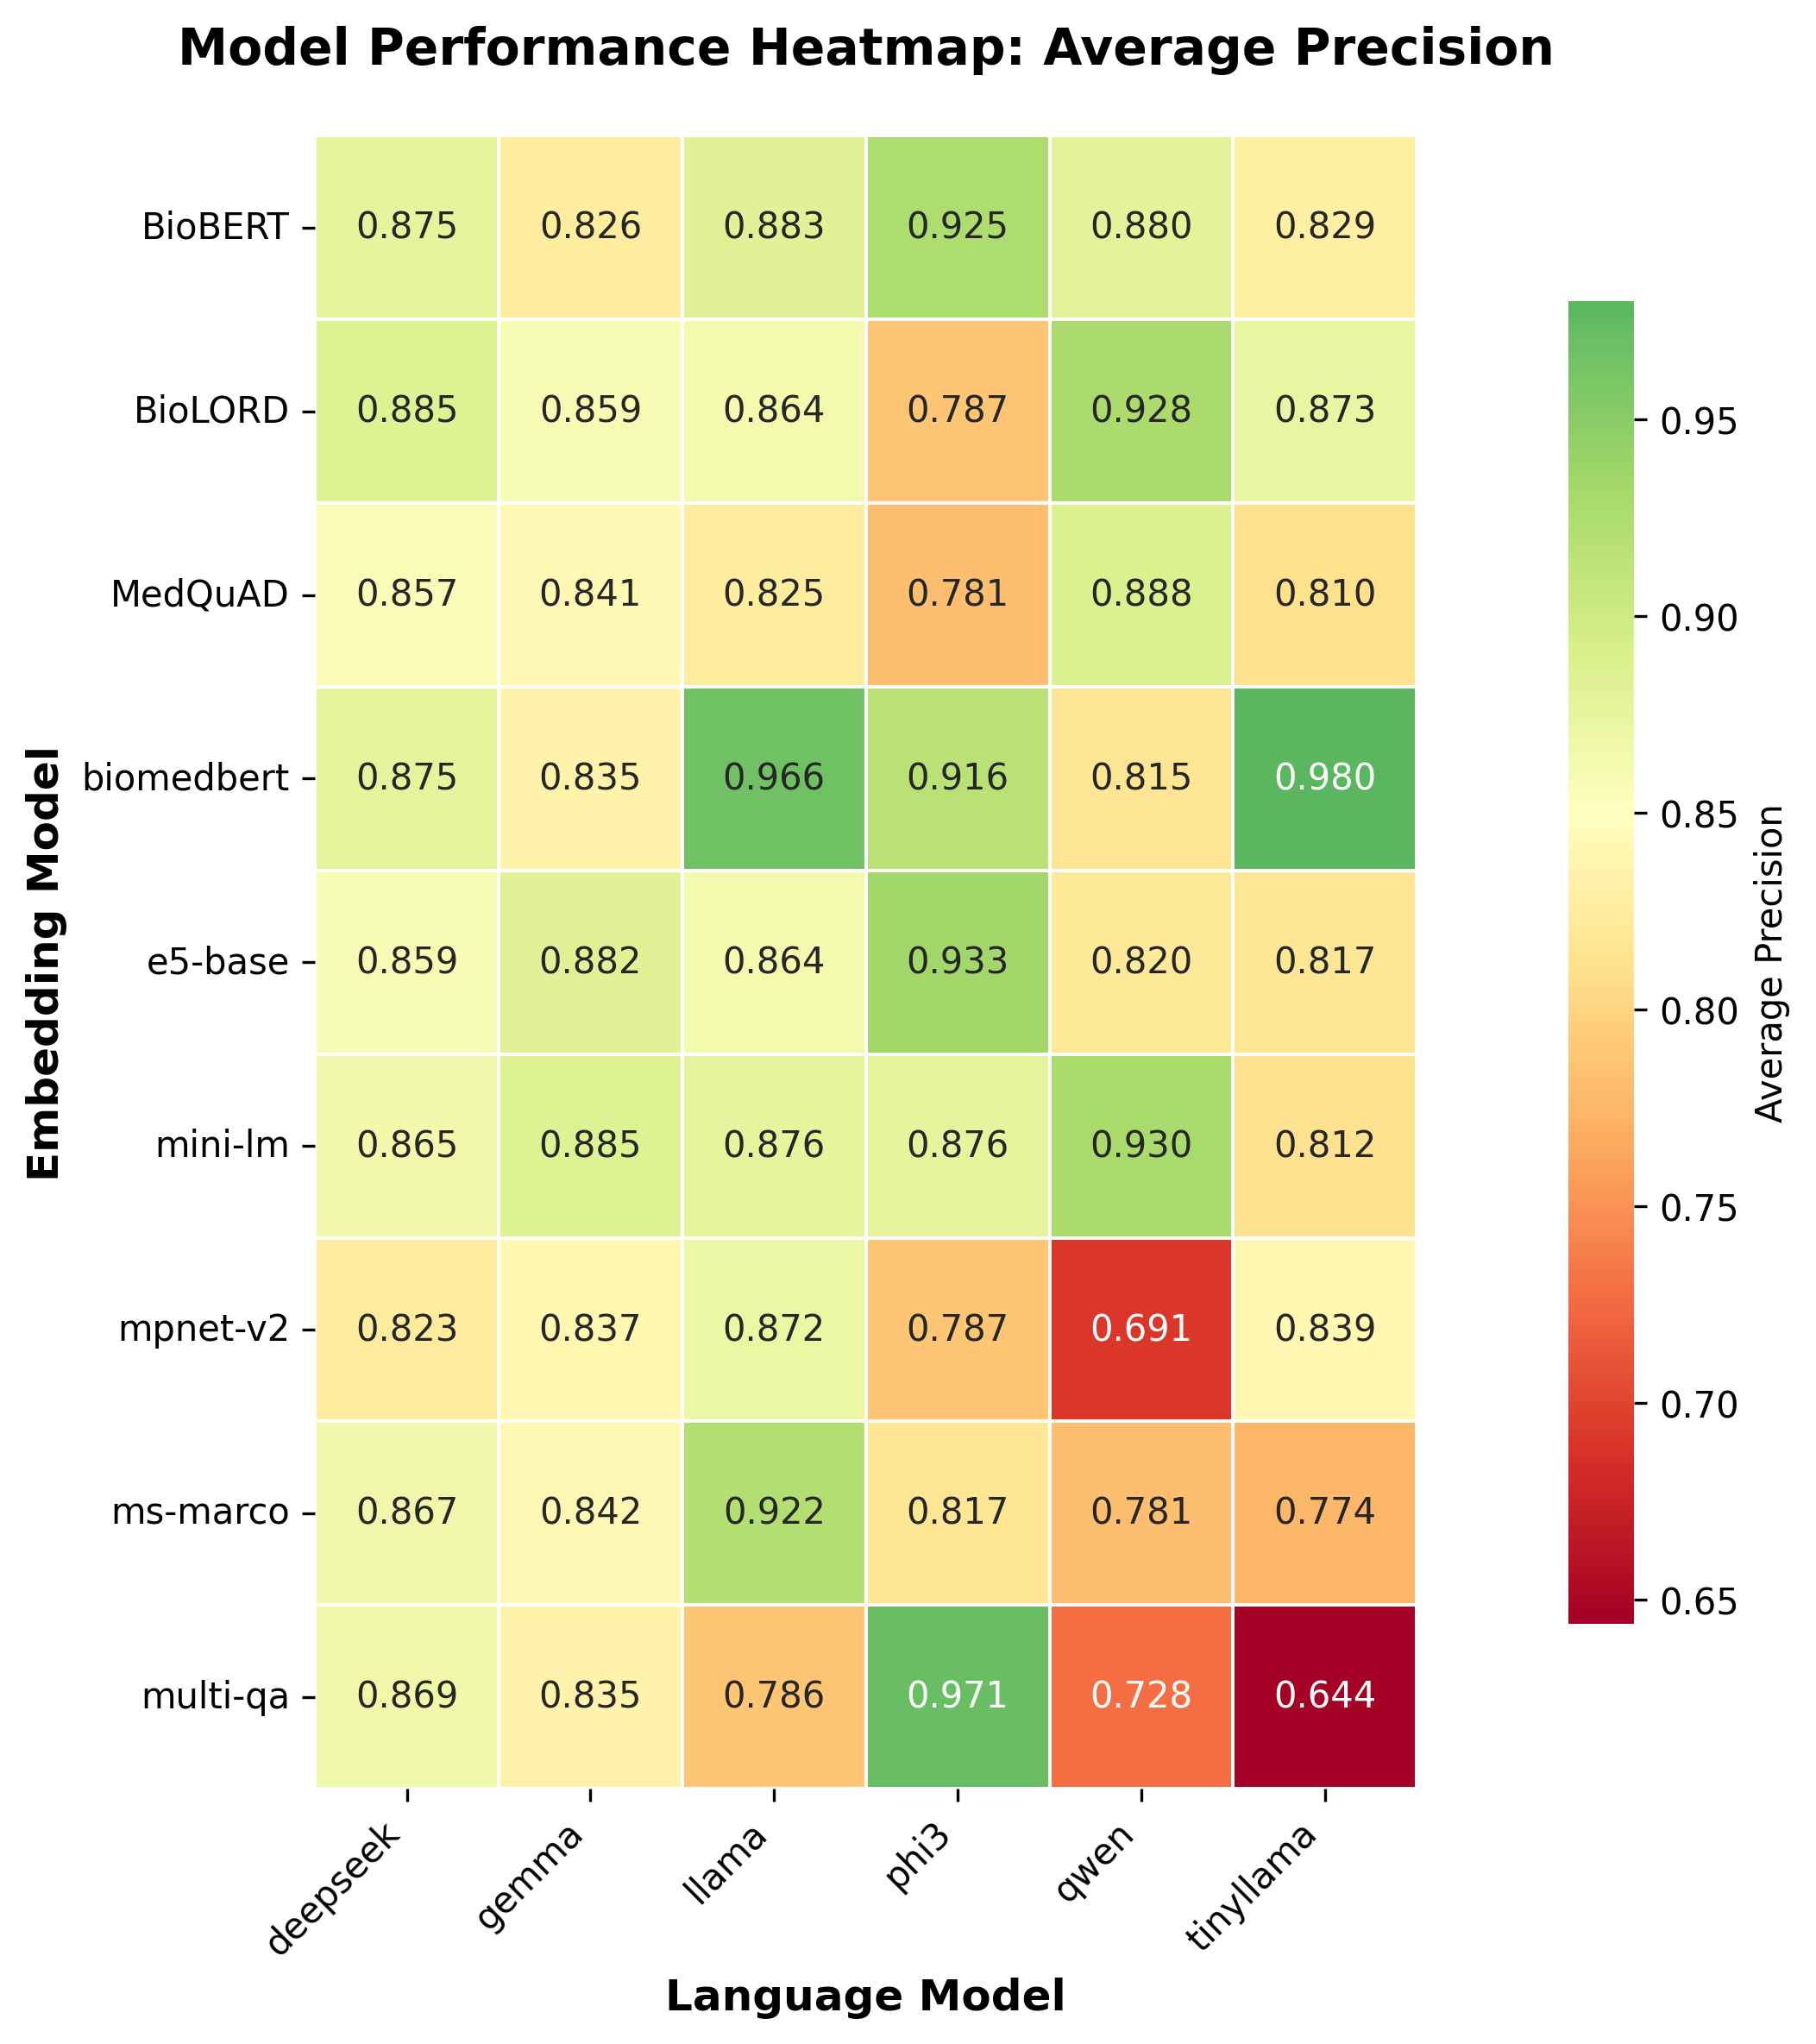 Model Performance Heatmap: Average Precision
BioBERT 0.875 0.826 0.883 0.925 0.880 0.829
BioLORD 0.885 0.859 0.864 0.787 0.928 0.873
MedQuAD 0.857 0.841 0.825 0.781 0.888 0.810
biomedbert 0.875 0.835 0.966 0.916 0.815 0.980
e5-base 0.859 0.882 0.864 0.933 0.820 0.817
mini-lm 0.865 0.885 0.876 0.876 0.930 0.812
mpnet-v2 0.823 0.837 0.872 0.787 0.691 0.839
ms-marco 0.867 0.842 0.922 0.817 0.781 0.774
multi-qa 0.869 0.835 0.786 0.971 0.728 0.644
deepseek gemma llama phi3 qwen tinyllama
Language Model
Embedding Model
0.95
0.90
0.85
0.80
0.75
0.70
0.65
Average Precision